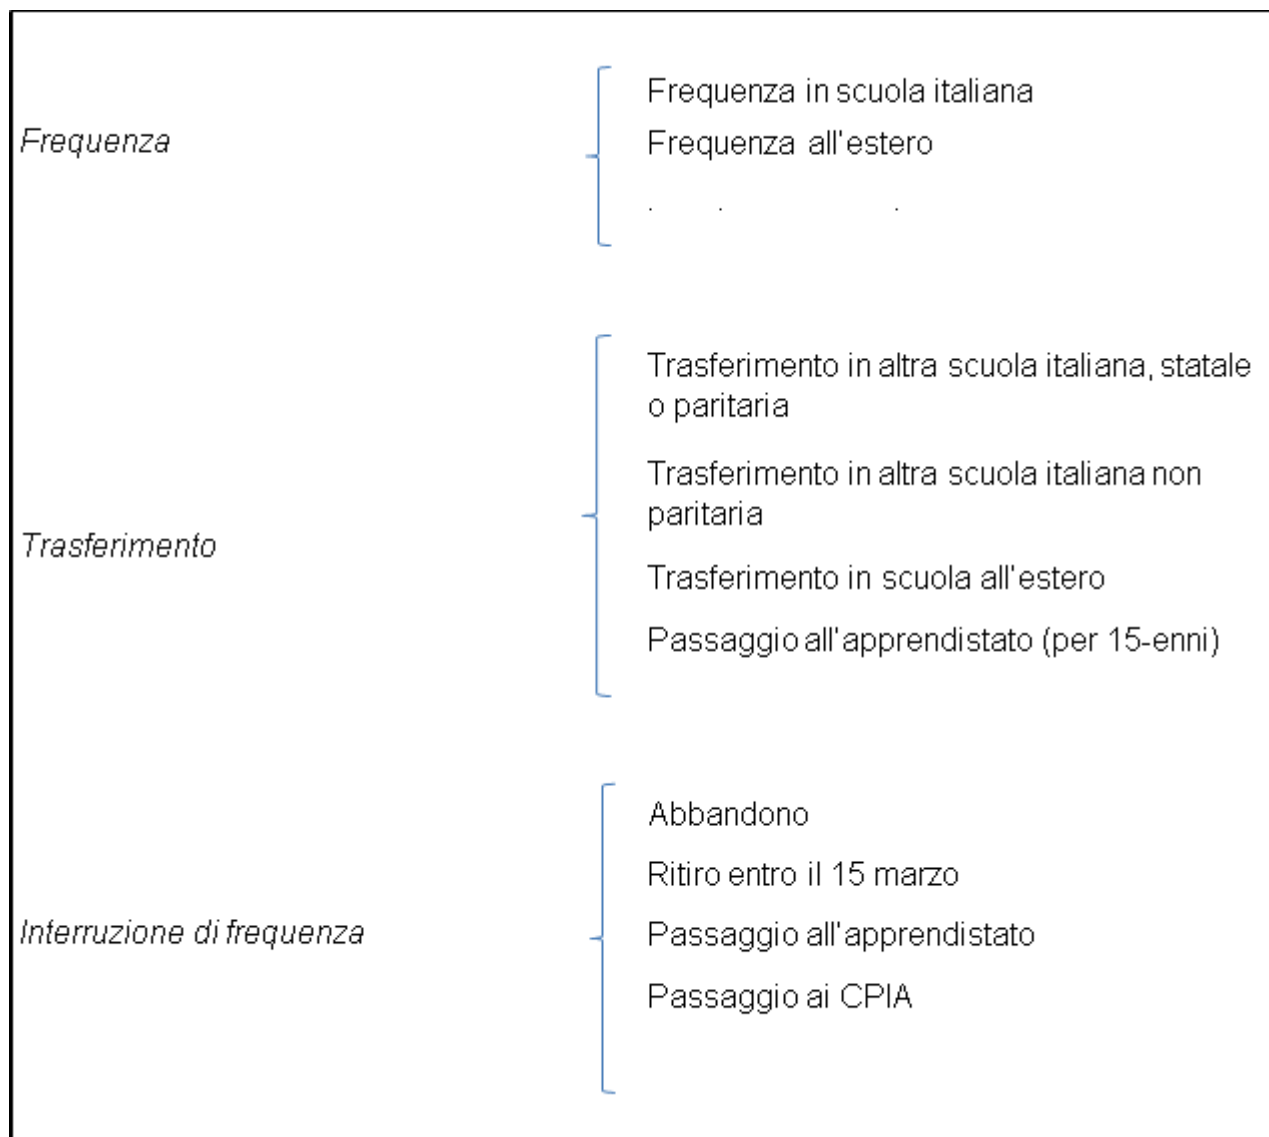 Frequenza
Frequenza in scuola italiana
Frequenza all'estero
Trasferimento
Trasferimento in altra scuola italiana, statale
o paritaria
Trasferimento in altra scuola italiana non
paritaria
Trasferimento in scuola all'estero
Passaggio all'apprendistato (per 15-enni)
Interruzione di frequenza
Abbandono
Ritiro entro il 15 marzo
Passaggio all'apprendistato
Passaggio ai CPIA